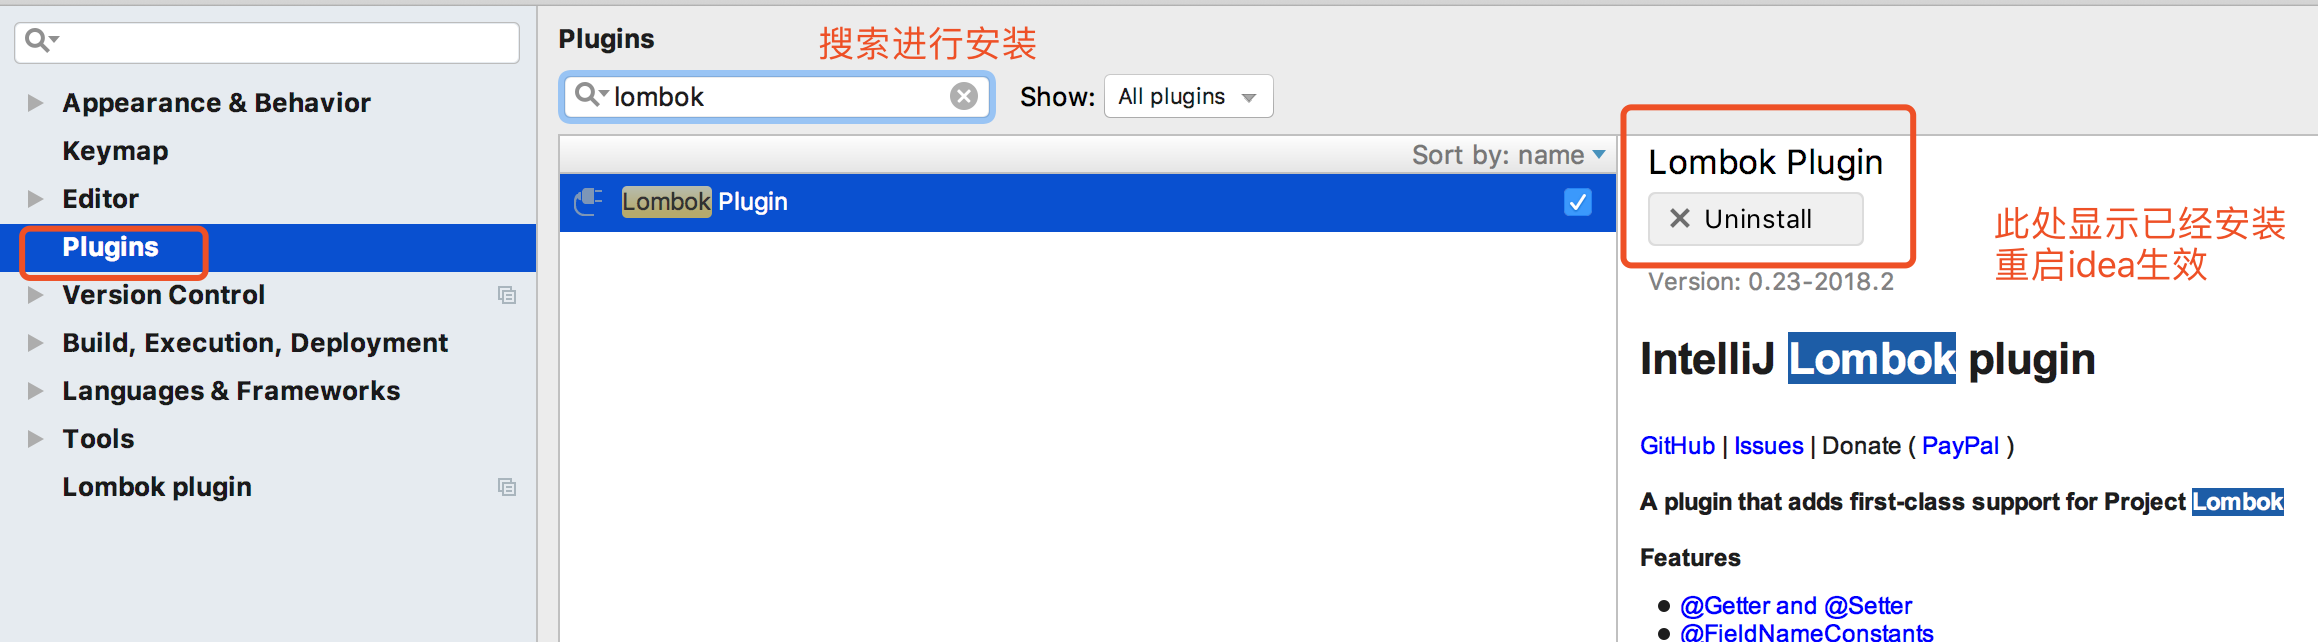 Appearance & Behavior
Keymap
Editor
Plugins
Version Control
Build, Execution, Deployment
Languages & Frameworks
Tools
Lombok plugin
Plugins
搜索进行安装
lombok
Show: All plugins
Sort by: name
Lombok Plugin
Lombok Plugin
Uninstall
Version: 0.23-2018.2
此处显示已经安装
重启idea生效
IntelliJ Lombok plugin
GitHub | Issues | Donate ( PayPal )
A plugin that adds first-class support for Project Lombok
Features
@Getter and @Setter
@FieldNameConstants